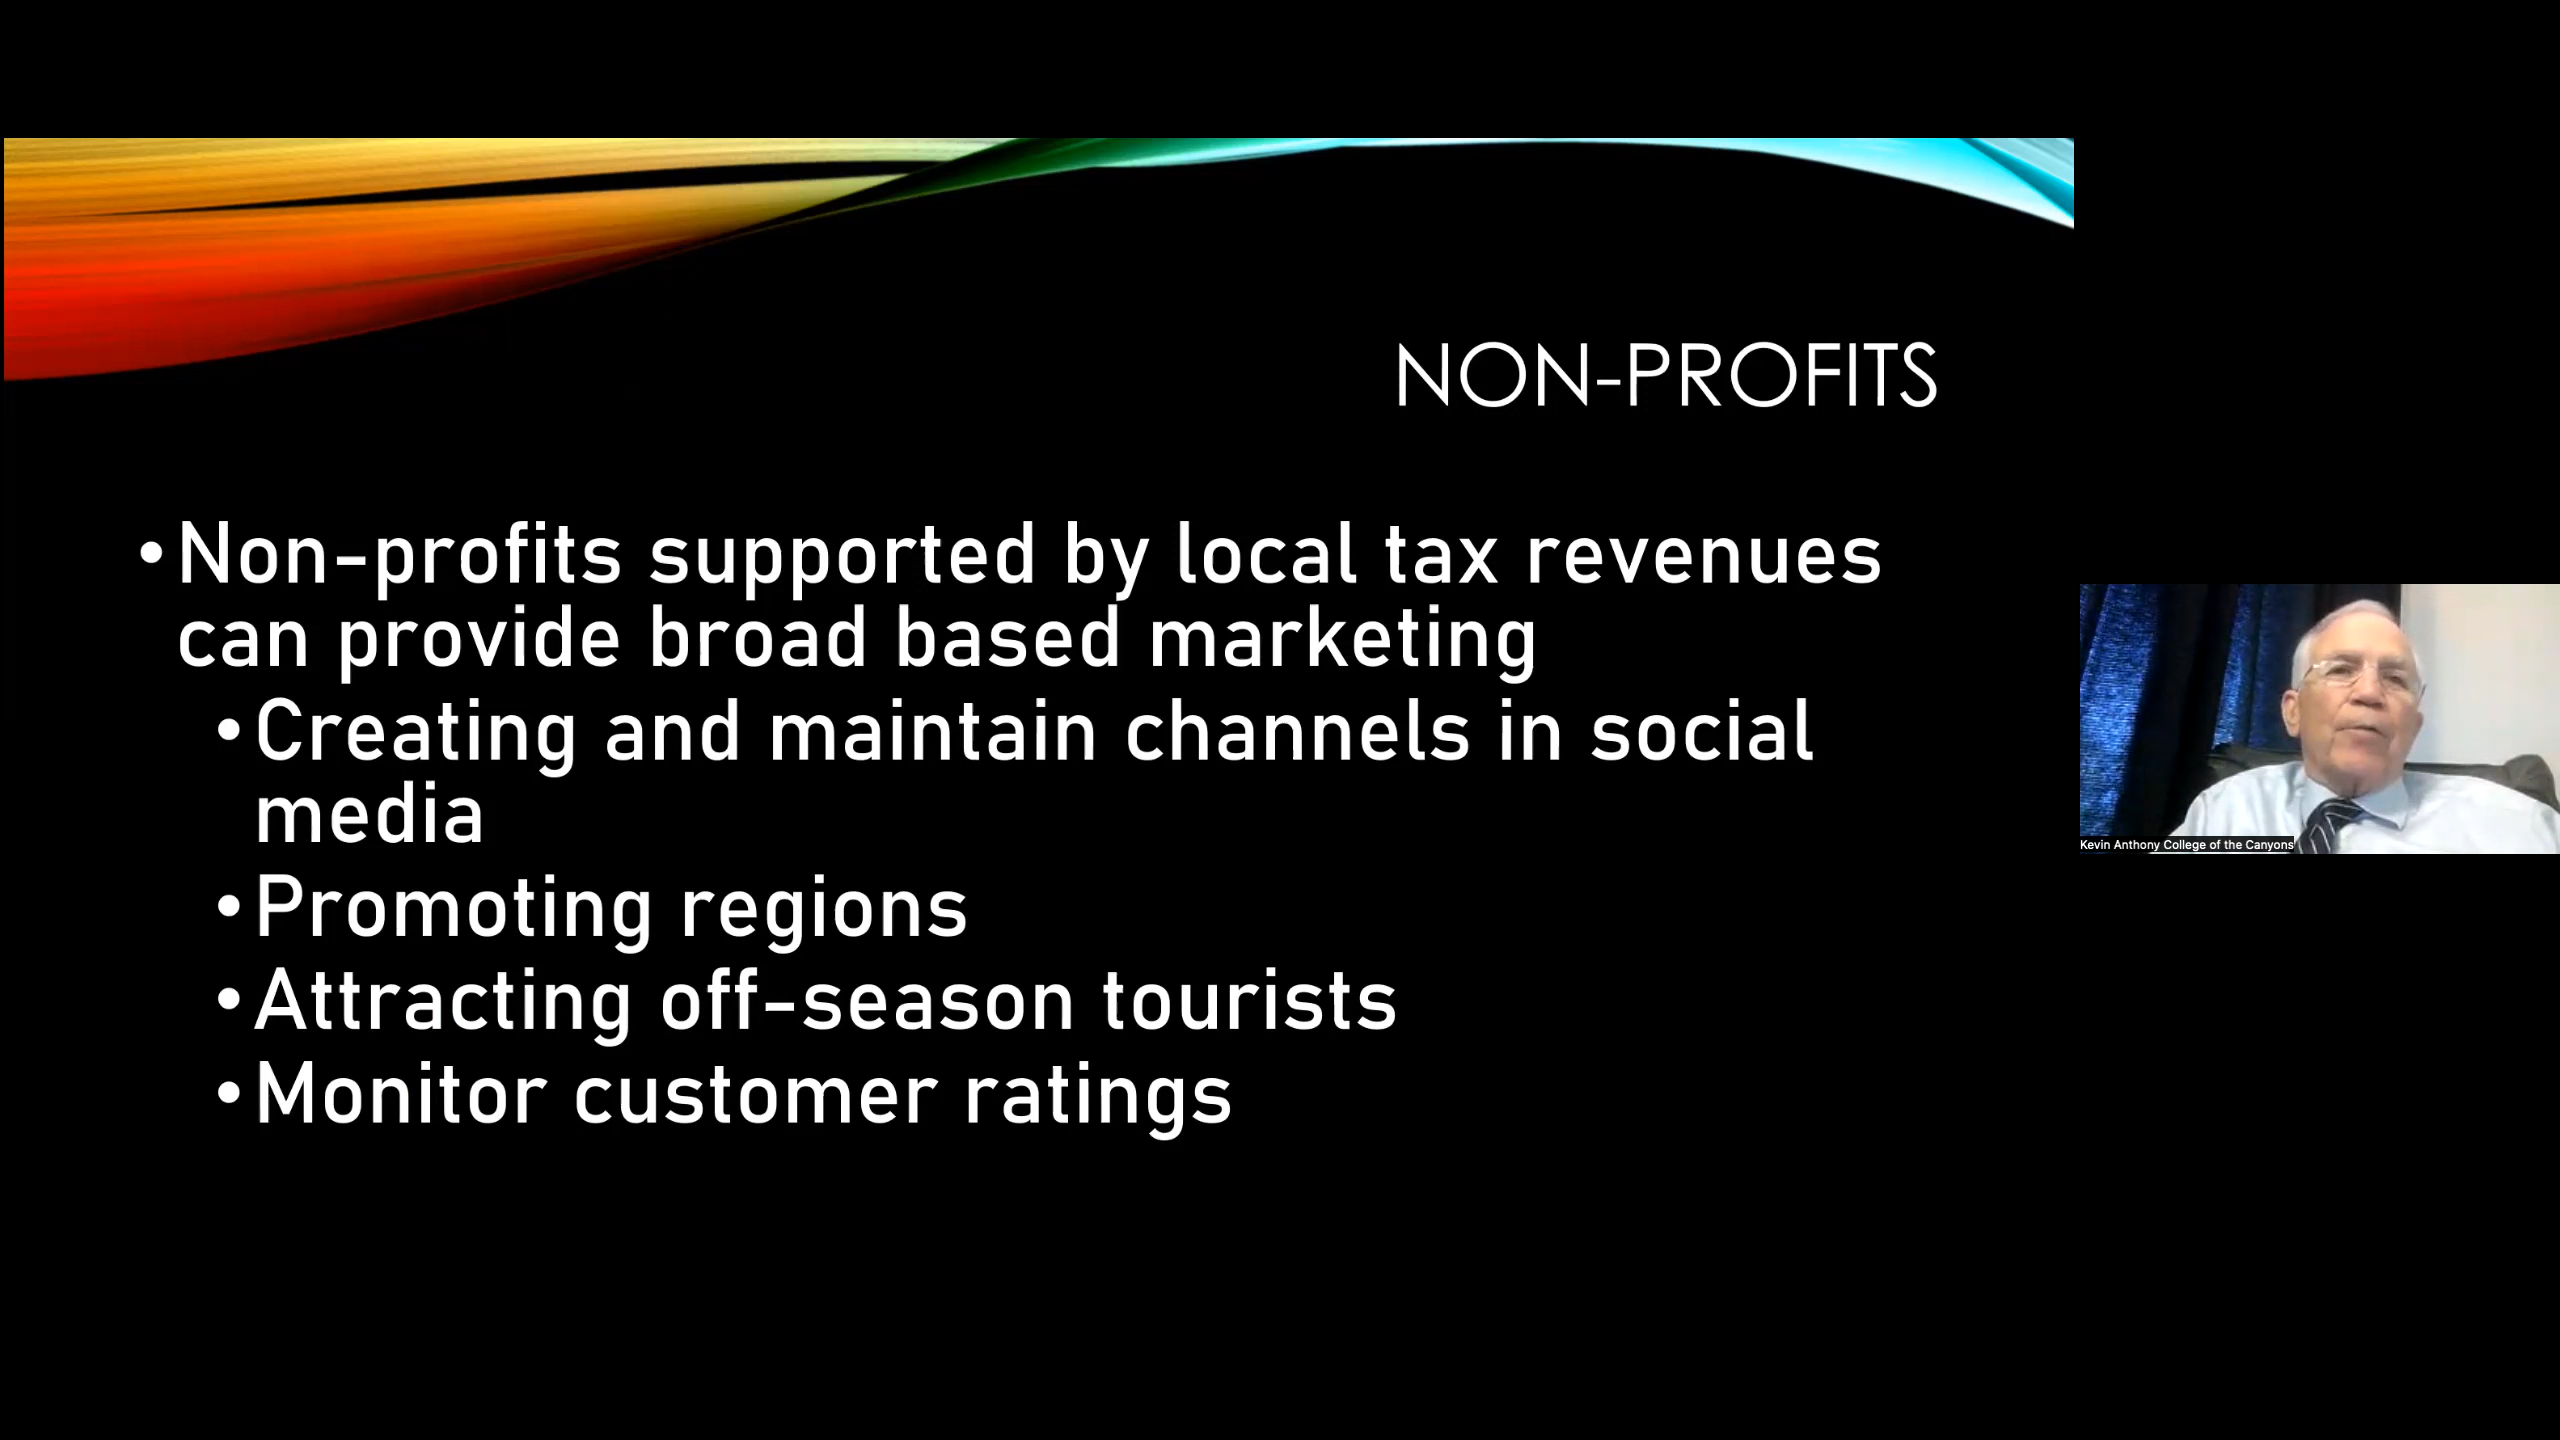 NON-PROFITS
•Non-profits supported by local tax revenues
can provide broad based marketing
•Creating and maintain channels in social
media
•Promoting regions
•Attracting off-season tourists
•Monitor customer ratings
Kevin Anthony College of the Canyons